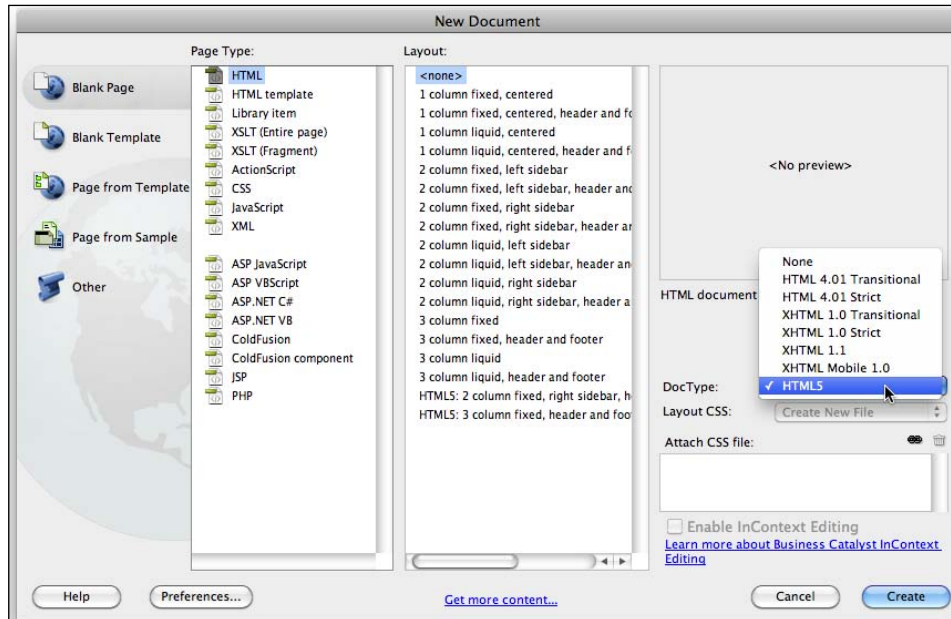 New Document
Blank Page
Blank Template
Page from Template
Page from Sample
Other
Page Type:
HTML
HTML template
Library item
XSLT (Entire page)
XSLT (Fragment)
ActionScript
CSS
JavaScript
XML
ASP JavaScript
ASP VBScript
ASP.NET C#
ASP.NET VB
ColdFusion
ColdFusion component
JSP
PHP
Layout:
<none>
1 column fixed, centered
1 column fixed, centered, header and fo
1 column liquid, centered
1 column liquid, centered, header and f
2 column fixed, left sidebar
2 column fixed, left sidebar, header and
2 column fixed, right sidebar
2 column fixed, right sidebar, header ar
2 column liquid, left sidebar
2 column liquid, left sidebar, header an
2 column liquid, right sidebar
2 column liquid, right sidebar, header a
3 column fixed
3 column fixed, header and footer
3 column liquid
3 column liquid, header and footer
HTML5: 2 column fixed, right sidebar, h
HTML5: 3 column fixed, header and foo
<No preview>
HTML document
None
HTML 4.01 Transitional
HTML 4.01 Strict
XHTML 1.0 Transitional
XHTML 1.0 Strict
XHTML 1.1
XHTML Mobile 1.0
DocType: ✓ HTML5
Layout CSS: Create New File
Attach CSS file:
Enable InContext Editing
Learn more about Business Catalyst InContext
Editing
Help
Preferences...
Get more content...
Cancel
Create